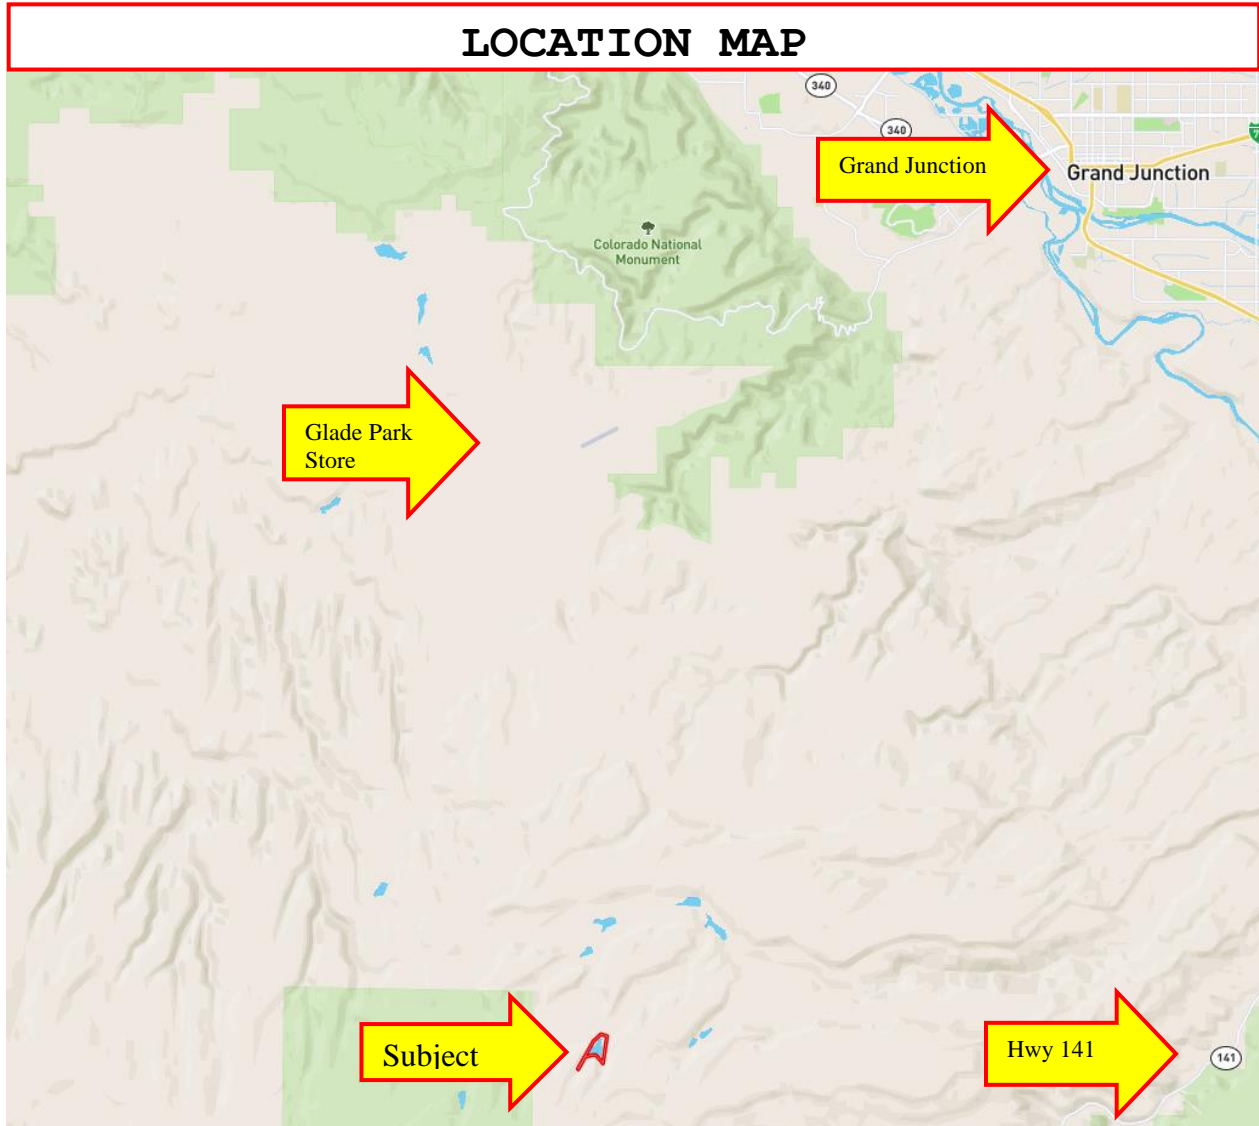 LOCATION MAP
340
340
Grand Junction
Grand Junction
Colorado National
Monument
Glade Park
Store
Subject
Hwy 141
141